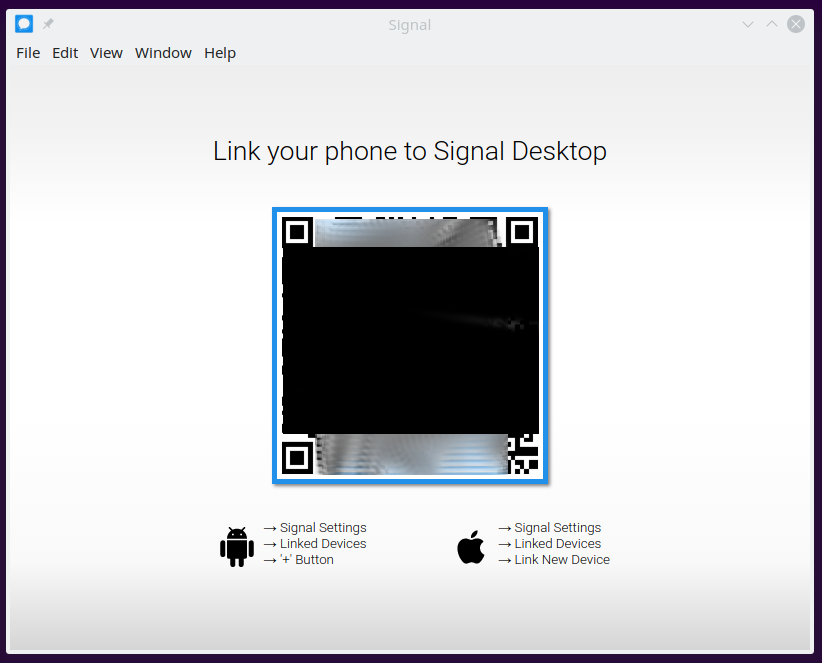 Signal
File Edit View Window Help
Link your phone to Signal Desktop
→ Signal Settings
→ Linked Devices
→ '+' Button
→ Signal Settings
→ Linked Devices
→ Link New Device